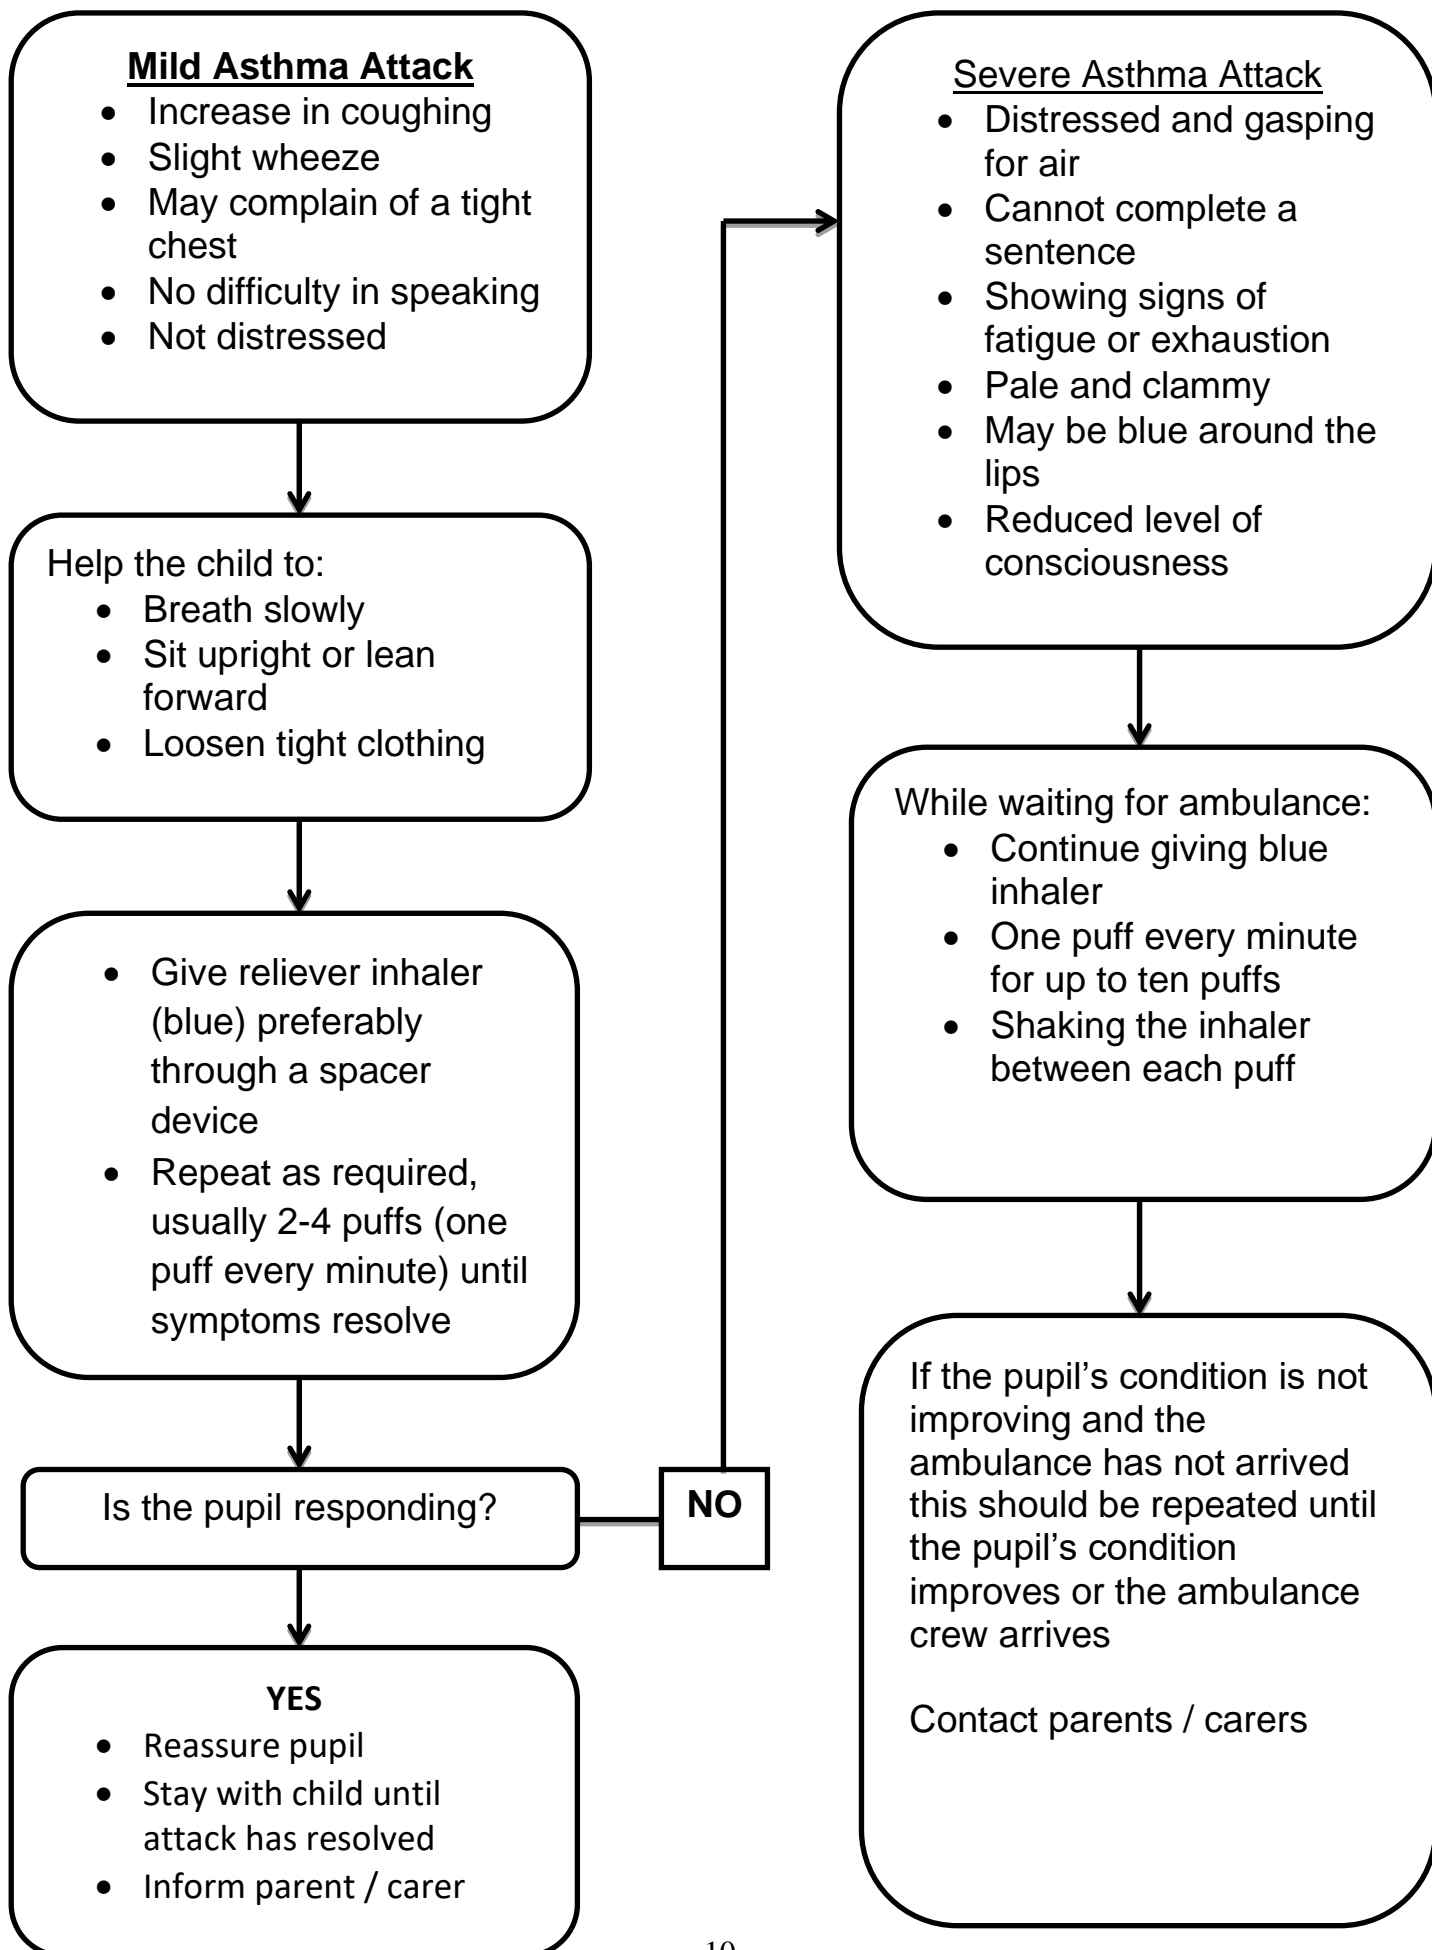 Mild Asthma Attack
• Increase in coughing
• Slight wheeze
• May complain of a tight
chest
• No difficulty in speaking
• Not distressed
Help the child to:
• Breath slowly
• Sit upright or lean
forward
• Loosen tight clothing
• Give reliever inhaler
(blue) preferably
through a spacer
device
• Repeat as required,
usually 2-4 puffs (one
puff every minute) until
symptoms resolve
Is the pupil responding?
NO
YES
• Reassure pupil
• Stay with child until
attack has resolved
• Inform parent / carer
Severe Asthma Attack
• Distressed and gasping
for air
• Cannot complete a
sentence
• Showing signs of
fatigue or exhaustion
• Pale and clammy
• May be blue around the
lips
• Reduced level of
consciousness
While waiting for ambulance:
• Continue giving blue
inhaler
• One puff every minute
for up to ten puffs
• Shaking the inhaler
between each puff
If the pupil’s condition is not
improving and the
ambulance has not arrived
this should be repeated until
the pupil’s condition
improves or the ambulance
crew arrives
Contact parents / carers
10